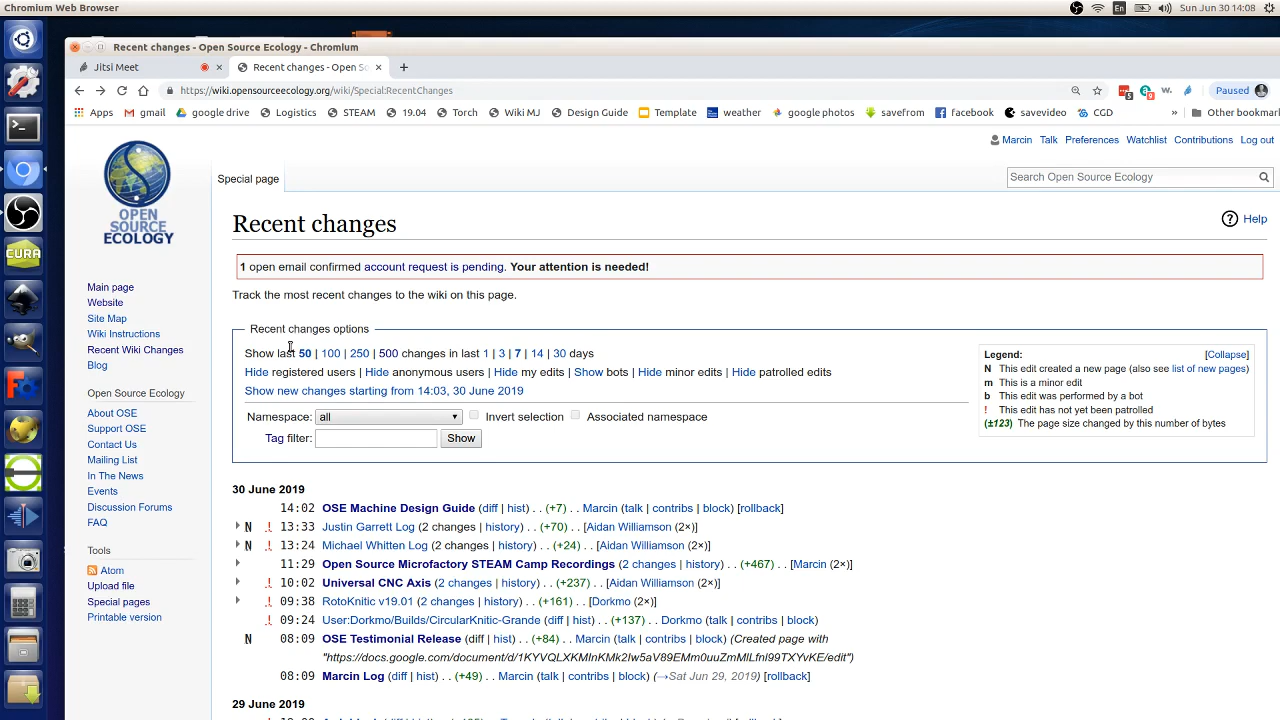 Chromium Web Browser
En
Sun Jun 30 14:08
Recent changes - Open Source Ecology - Chromium
Jitsi Meet
Recent changes - Open So
https://wiki.opensourceecology.org/wiki/Special:RecentChanges
Paused
Apps gmail google drive Logistics STEAM 19.04 Torch Wiki MJ Design Guide Template weather google photos savefrom facebook savevideo CGD » Other bookmar
Marcin Talk Preferences Watchlist Contributions Log out
Special page
Search Open Source Ecology
OPEN
SOURCE
ECOLOGY
Recent changes
Help
1 open email confirmed account request is pending. Your attention is needed!
Track the most recent changes to the wiki on this page.
Main page
Website
Site Map
Wiki Instructions
Recent Wiki Changes
Blog
Open Source Ecology
About OSE
Support OSE
Contact Us
Mailing List
In The News
Events
Discussion Forums
FAQ
Tools
Atom
Upload file
Special pages
Printable version
CURA
Recent changes options
Show last 50 | 100 | 250 | 500 changes in last 1 | 3 | 7 | 14 | 30 days
Hide registered users | Hide anonymous users | Hide my edits | Show bots | Hide minor edits | Hide patrolled edits
Show new changes starting from 14:03, 30 June 2019
Namespace: all Invert selection Associated namespace
Tag filter: Show
Legend: [Collapse]
N This edit created a new page (also see list of new pages)
m This is a minor edit
b This edit was performed by a bot
! This edit has not yet been patrolled
(±123) The page size changed by this number of bytes
30 June 2019
14:02 OSE Machine Design Guide (diff | hist) . . (+7) . . Marcin (talk | contribs | block) [rollback]
N ! 13:33 Justin Garrett Log (2 changes | history) . . (+70) . . [Aidan Williamson (2×)]
N ! 13:24 Michael Whitten Log (2 changes | history) . . (+24) . . [Aidan Williamson (2×)]
11:29 Open Source Microfactory STEAM Camp Recordings (2 changes | history) . . (+467) . . [Marcin (2×)]
! 10:02 Universal CNC Axis (2 changes | history) . . (+237) . . [Aidan Williamson (2×)]
! 09:38 RotoKnitic v19.01 (2 changes | history) . . (+161) . . [Dorkmo (2×)]
! 09:24 User:Dorkmo/Builds/CircularKnitic-Grande (diff | hist) . . (+137) . . Dorkmo (talk | contribs | block)
N 08:09 OSE Testimonial Release (diff | hist) . . (+84) . . Marcin (talk | contribs | block) (Created page with
08:09 Marcin Log (diff | hist) . . (+49) . . Marcin (talk | contribs | block) (→Sat Jun 29, 2019) [rollback]
29 June 2019